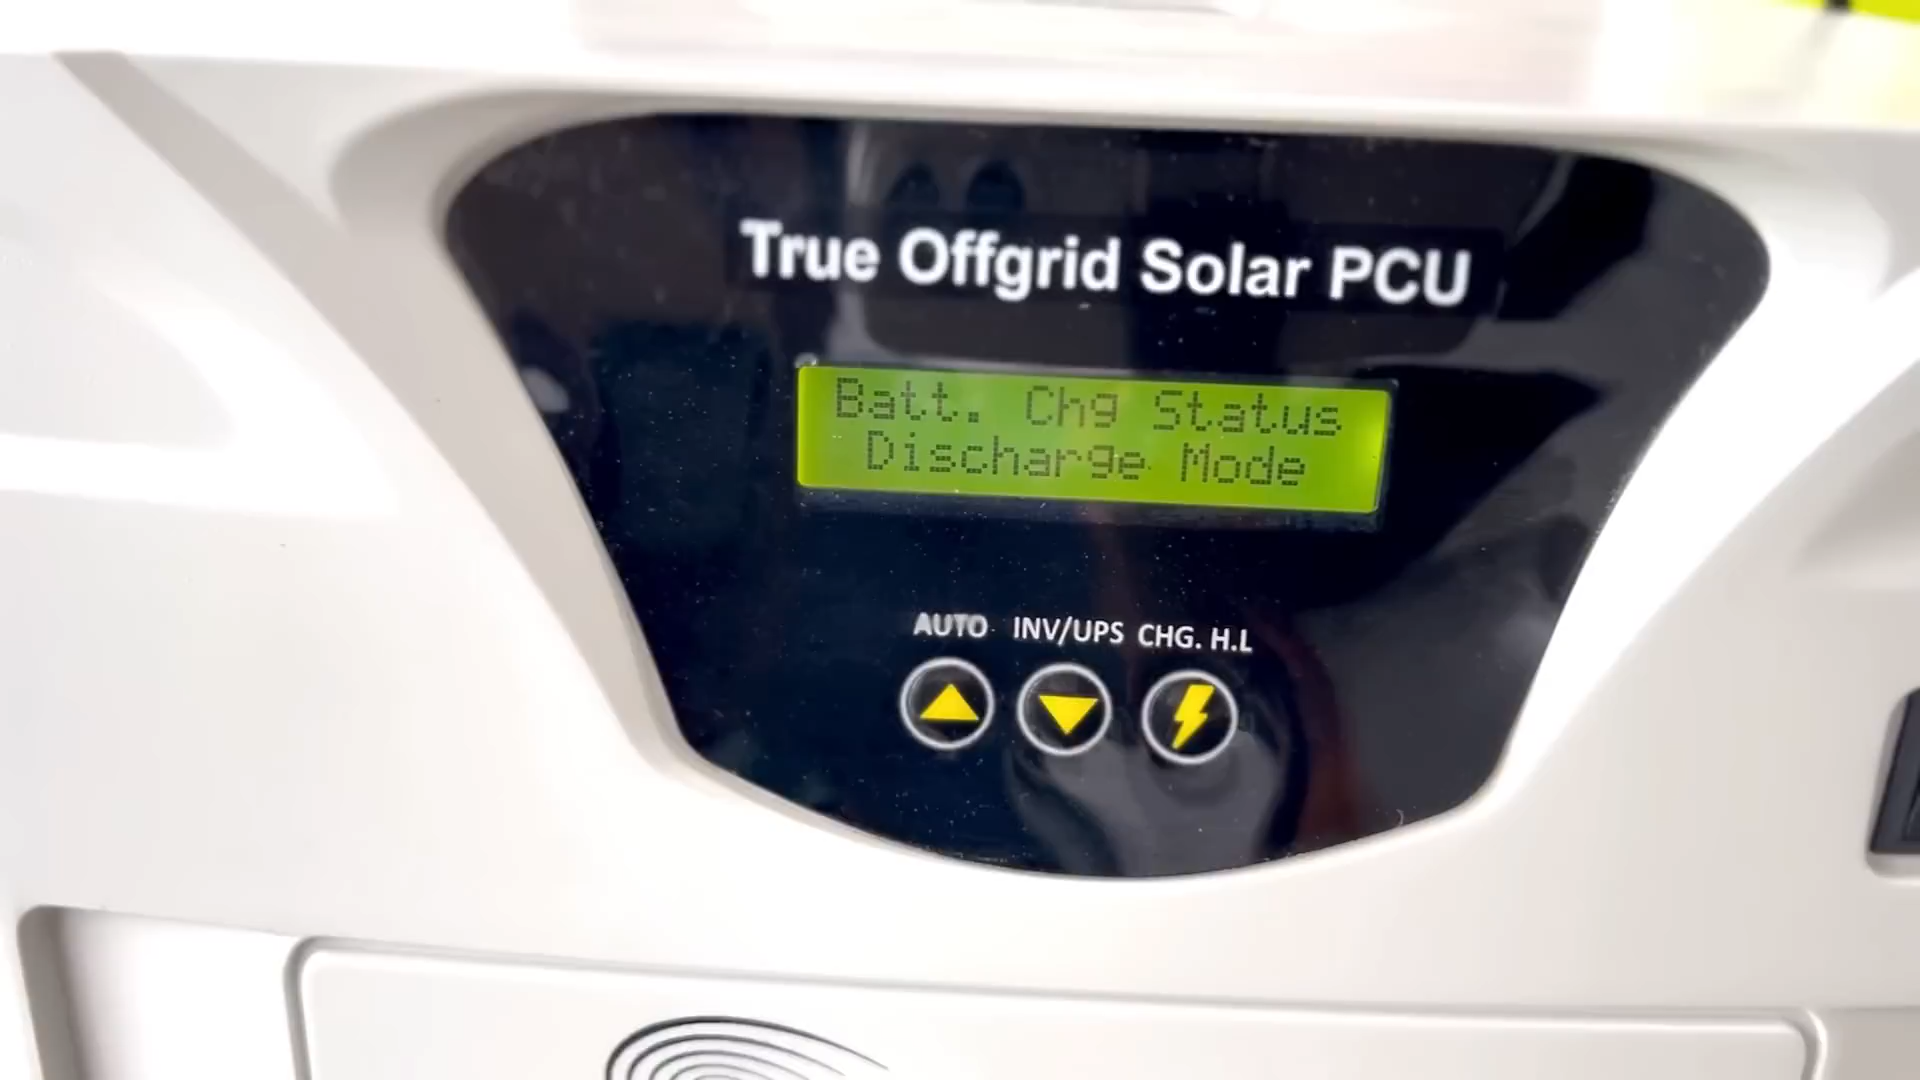 True Offgrid Solar PCU
Batt. Chg Status
Discharge Mode
AUTO INV/UPS CHG. H.L